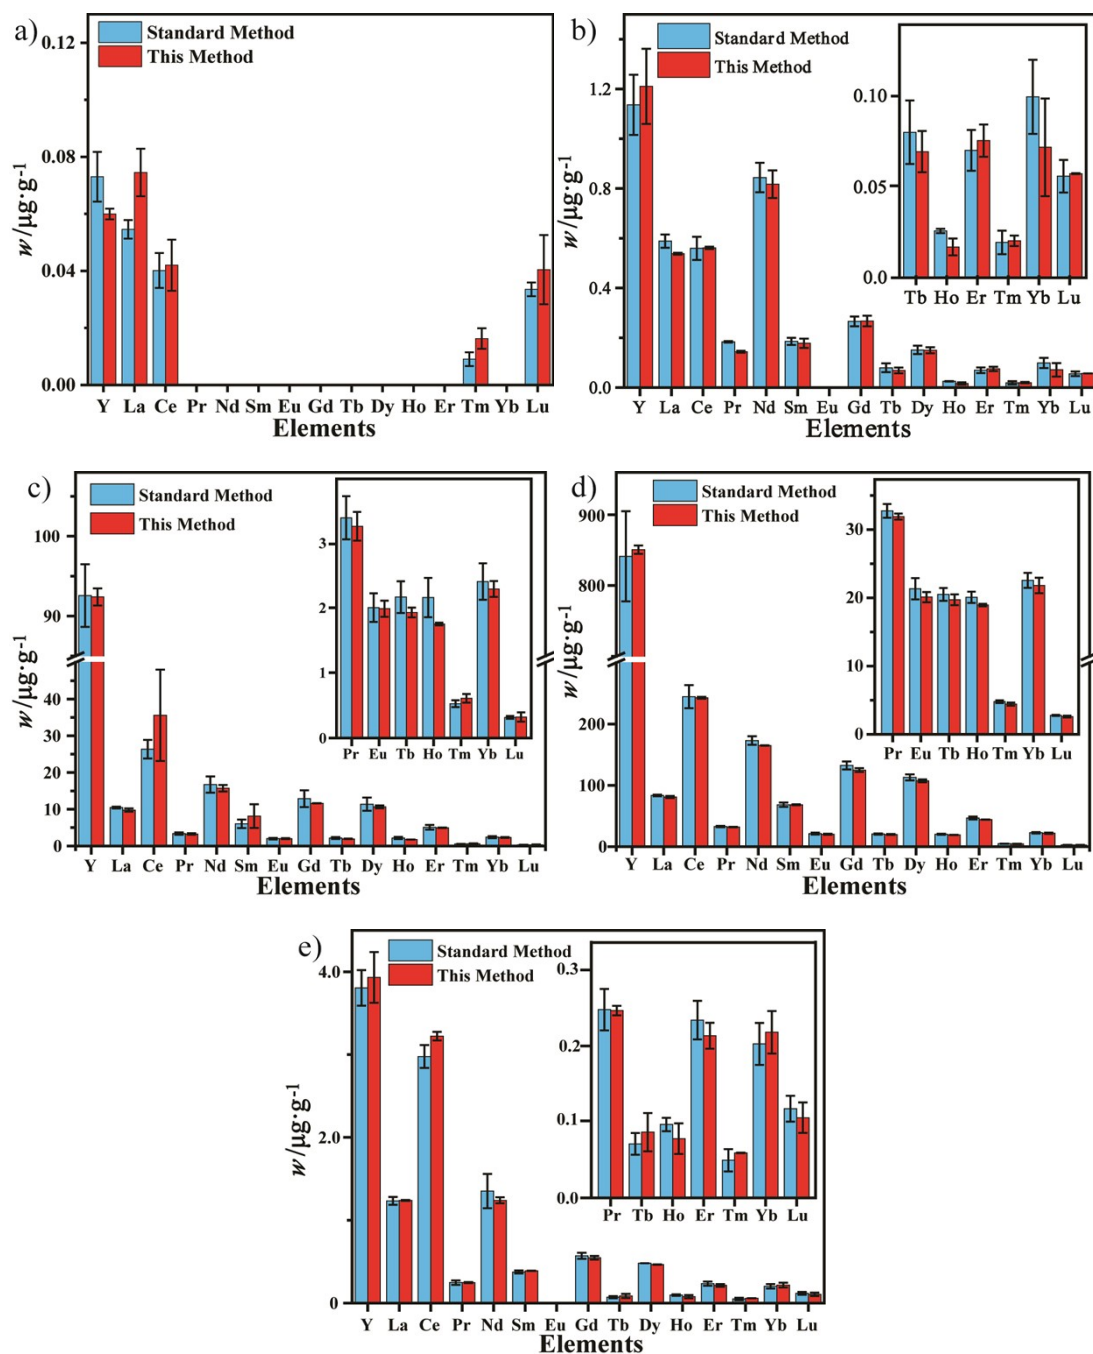 a)
Standard Method
This Method
w/μg·g⁻¹
0.12
0.08
0.04
0.00
Y La Ce Pr Nd Sm Eu Gd Tb Dy Ho Er Tm Yb Lu
Elements
b)
Standard Method
This Method
w/μg·g⁻¹
1.2
0.8
0.4
0.0
0.10
0.05
0.0
Tb Ho Er Tm Yb Lu
Y La Ce Pr Nd Sm Eu Gd Tb Dy Ho Er Tm Yb Lu
Elements
c)
Standard Method
This Method
w/μg·g⁻¹
100
90
40
30
20
10
0
3
2
1
0
Pr Eu Tb Ho Tm Yb Lu
Y La Ce Pr Nd Sm Eu Gd Tb Dy Ho Er Tm Yb Lu
Elements
d)
Standard Method
This Method
w/μg·g⁻¹
900
800
200
100
0
30
20
10
0
Pr Eu Tb Ho Tm Yb Lu
Y La Ce Pr Nd Sm Eu Gd Tb Dy Ho Er Tm Yb Lu
Elements
e)
Standard Method
This Method
w/μg·g⁻¹
4.0
2.0
0
0.3
0.2
0.1
0.0
Pr Tb Ho Er Tm Yb Lu
Y La Ce Pr Nd Sm Eu Gd Tb Dy Ho Er Tm Yb Lu
Elements